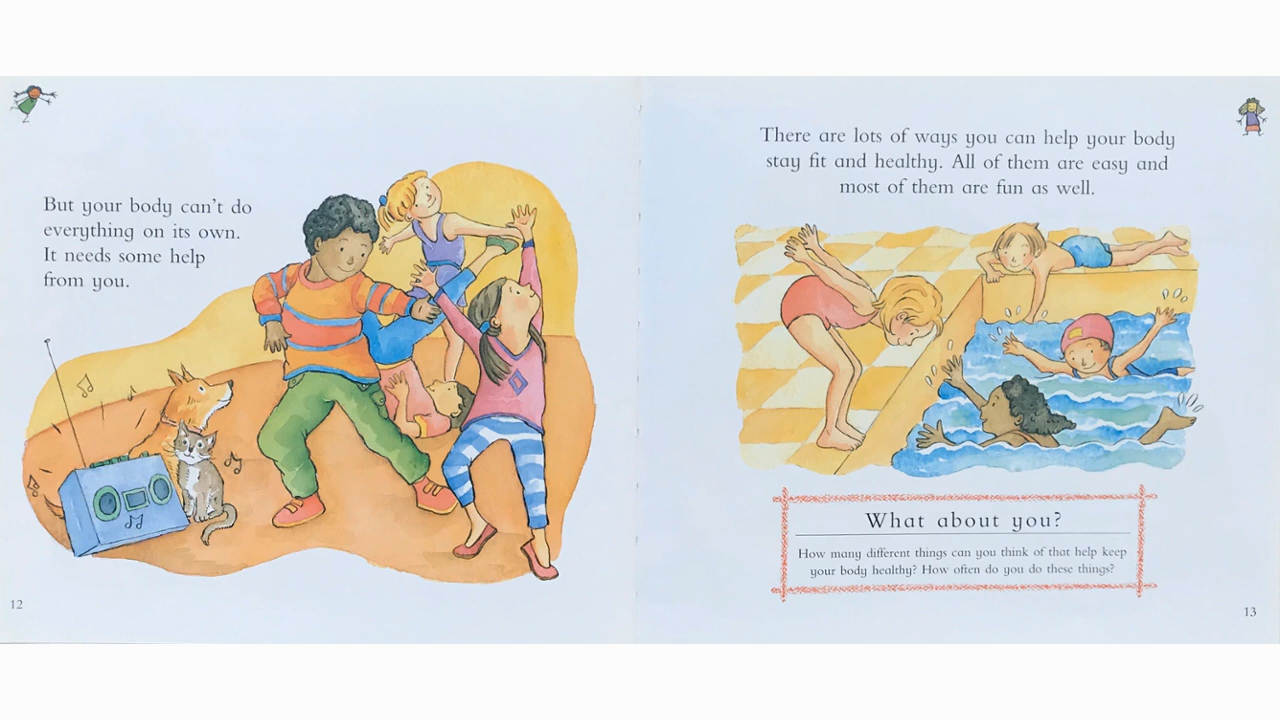 But your body can't do
everything on its own.
It needs some help
from you.
12
There are lots of ways you can help your body
stay fit and healthy. All of them are easy and
most of them are fun as well.
What about you?
How many different things can you think of that help keep
your body healthy? How often do you do these things?
13